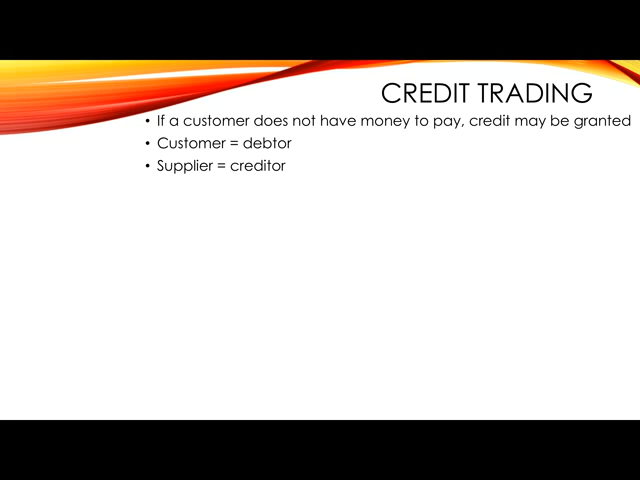 CREDIT TRADING
• If a customer does not have money to pay, credit may be granted
• Customer = debtor
• Supplier = creditor